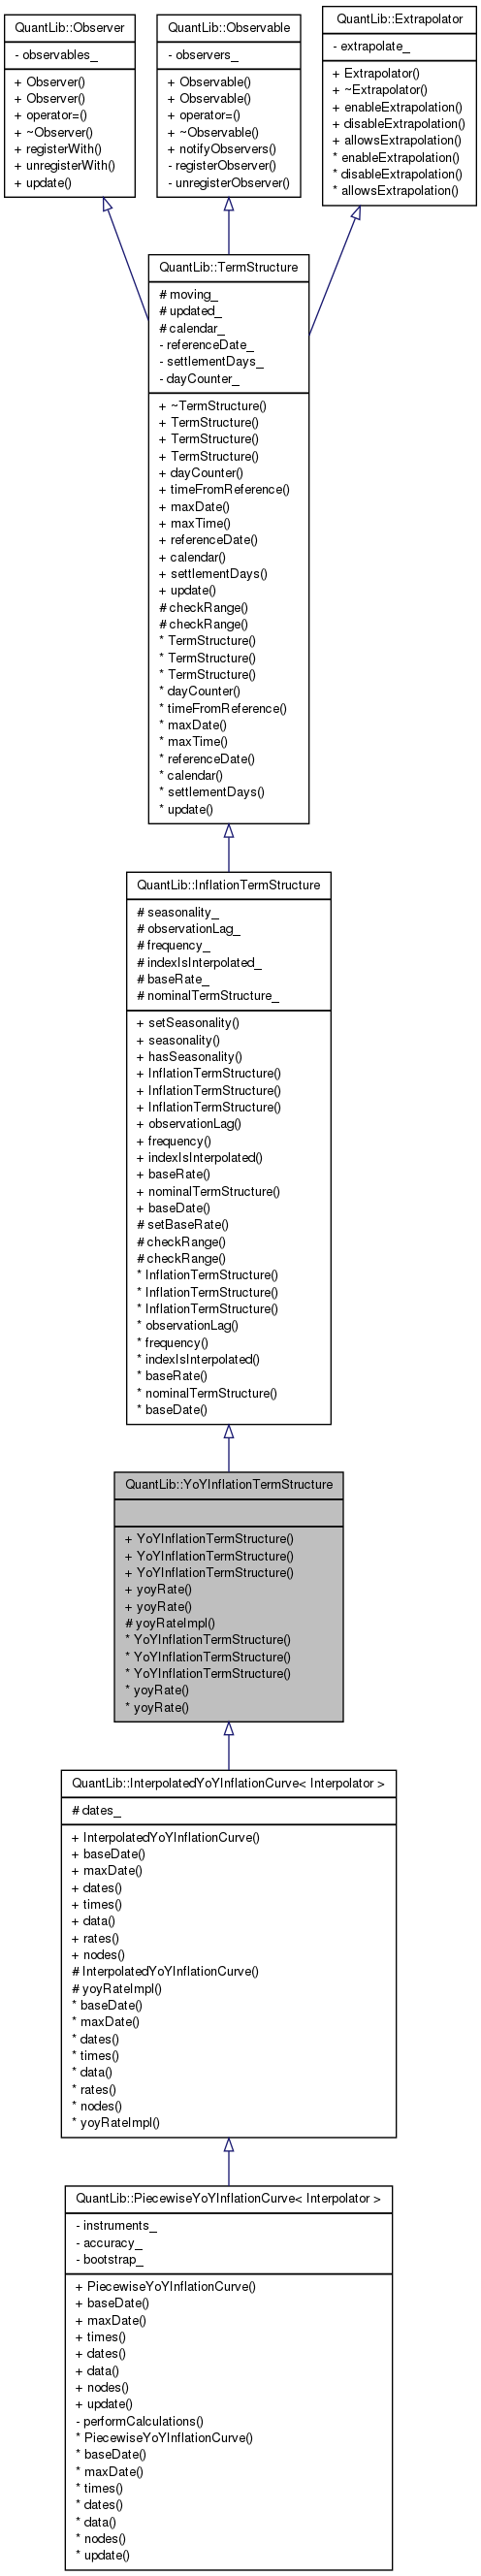 QuantLib::Observer
- observables_
+ Observer()
+ Observer()
+ operator=()
+ ~Observer()
+ registerWith()
+ unregisterWith()
+ update()
QuantLib::Observable
- observers_
+ Observable()
+ Observable()
+ operator=()
+ ~Observable()
+ notifyObservers()
- registerObserver()
- unregisterObserver()
QuantLib::Extrapolator
- extrapolate_
+ Extrapolator()
+ ~Extrapolator()
+ enableExtrapolation()
+ disableExtrapolation()
+ allowsExtrapolation()
* enableExtrapolation()
* disableExtrapolation()
* allowsExtrapolation()
QuantLib::TermStructure
# moving_
# updated_
# calendar_
- referenceDate_
- settlementDays_
- dayCounter_
+ ~TermStructure()
+ TermStructure()
+ TermStructure()
+ TermStructure()
+ dayCounter()
+ timeFromReference()
+ maxDate()
+ maxTime()
+ referenceDate()
+ calendar()
+ settlementDays()
+ update()
# checkRange()
# checkRange()
* TermStructure()
* TermStructure()
* TermStructure()
* dayCounter()
* timeFromReference()
* maxDate()
* maxTime()
* referenceDate()
* calendar()
* settlementDays()
* update()
QuantLib::InflationTermStructure
# seasonality_
# observationLag_
# frequency_
# indexIsInterpolated_
# baseRate_
# nominalTermStructure_
+ setSeasonality()
+ seasonality()
+ hasSeasonality()
+ InflationTermStructure()
+ InflationTermStructure()
+ InflationTermStructure()
+ observationLag()
+ frequency()
+ indexIsInterpolated()
+ baseRate()
+ nominalTermStructure()
+ baseDate()
# setBaseRate()
# checkRange()
# checkRange()
* InflationTermStructure()
* InflationTermStructure()
* InflationTermStructure()
* observationLag()
* frequency()
* indexIsInterpolated()
* baseRate()
* nominalTermStructure()
* baseDate()
QuantLib::YoYInflationTermStructure
+ YoYInflationTermStructure()
+ YoYInflationTermStructure()
+ YoYInflationTermStructure()
+ yoyRate()
+ yoyRate()
# yoyRateImpl()
* YoYInflationTermStructure()
* YoYInflationTermStructure()
* YoYInflationTermStructure()
* yoyRate()
* yoyRate()
QuantLib::InterpolatedYoYInflationCurve< Interpolator >
# dates_
+ InterpolatedYoYInflationCurve()
+ baseDate()
+ maxDate()
+ dates()
+ times()
+ data()
+ rates()
+ nodes()
# InterpolatedYoYInflationCurve()
# yoyRateImpl()
* baseDate()
* maxDate()
* dates()
* times()
* data()
* rates()
* nodes()
* yoyRateImpl()
QuantLib::PiecewiseYoYInflationCurve< Interpolator >
- instruments_
- accuracy_
- bootstrap_
+ PiecewiseYoYInflationCurve()
+ baseDate()
+ maxDate()
+ times()
+ dates()
+ data()
+ nodes()
+ update()
- performCalculations()
* PiecewiseYoYInflationCurve()
* baseDate()
* maxDate()
* times()
* dates()
* data()
* nodes()
* update()